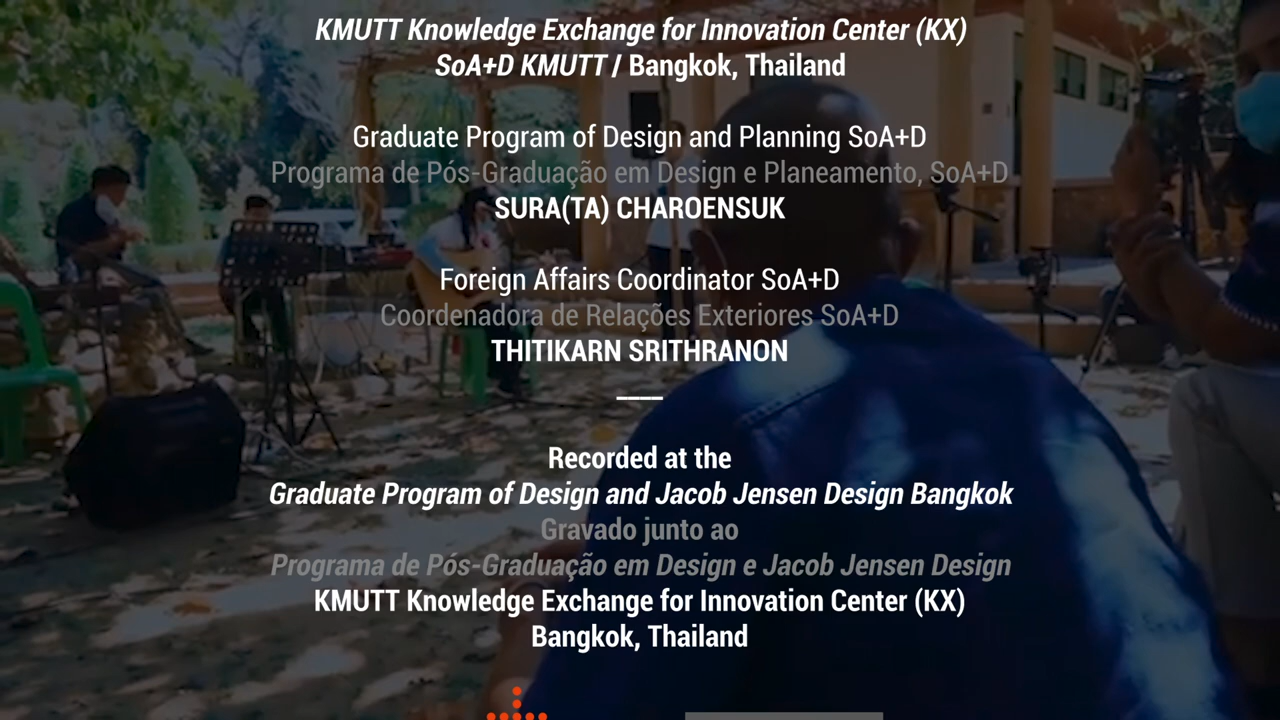 KMUTT Knowledge Exchange for Innovation Center (KX)
SoA+D KMUTT / Bangkok, Thailand
Graduate Program of Design and Planning SoA+D
Programa de Pós-Graduação em Design e Planeamento, SoA+D
SURA(TA) CHAROENSUK
Foreign Affairs Coordinator SoA+D
Coordenadora de Relações Exteriores SoA+D
THITIKARN SRITHRANON
Recorded at the
Graduate Program of Design and Jacob Jensen Design Bangkok
Gravado junto ao
Programa de Pós-Graduação em Design e Jacob Jensen Design
KMUTT Knowledge Exchange for Innovation Center (KX)
Bangkok, Thailand